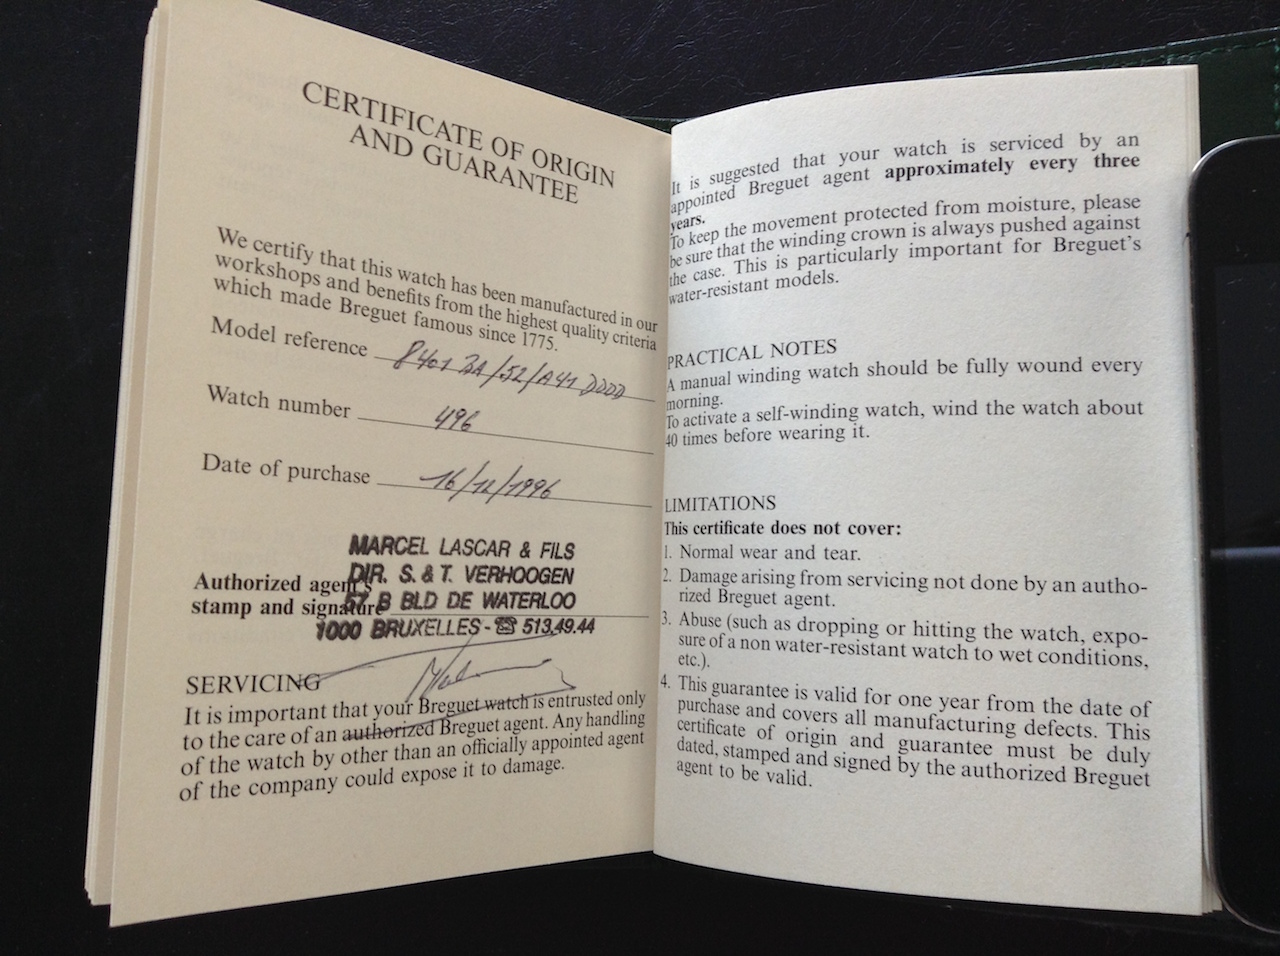 CERTIFICATE OF ORIGIN
AND GUARANTEE
We certify that this watch has been manufactured in our
workshops and benefits from the highest quality criteria
which made Breguet famous since 1775.
Model reference 8401 BA/52/A41 DDDD
Watch number 496
Date of purchase 16/12/1996
MARCEL LASCAR & FILS
DIR. S. & T. VERHOOGEN
57 B BLD DE WATERLOO
1000 BRUXELLES - ☎ 513.49.44
Authorized agent's
stamp and signature
SERVICING
It is important that your Breguet watch is entrusted only
to the care of an authorized Breguet agent. Any handling
of the watch by other than an officially appointed agent
of the company could expose it to damage.
It is suggested that your watch is serviced by an
appointed Breguet agent approximately every three
years.
To keep the movement protected from moisture, please
be sure that the winding crown is always pushed against
the case. This is particularly important for Breguet's
water-resistant models.
PRACTICAL NOTES
A manual winding watch should be fully wound every
morning.
To activate a self-winding watch, wind the watch about
40 times before wearing it.
LIMITATIONS
This certificate does not cover:
1. Normal wear and tear.
2. Damage arising from servicing not done by an autho-
rized Breguet agent.
3. Abuse (such as dropping or hitting the watch, expo-
sure of a non water-resistant watch to wet conditions,
etc.).
4. This guarantee is valid for one year from the date of
purchase and covers all manufacturing defects. This
certificate of origin and guarantee must be duly
dated, stamped and signed by the authorized Breguet
agent to be valid.